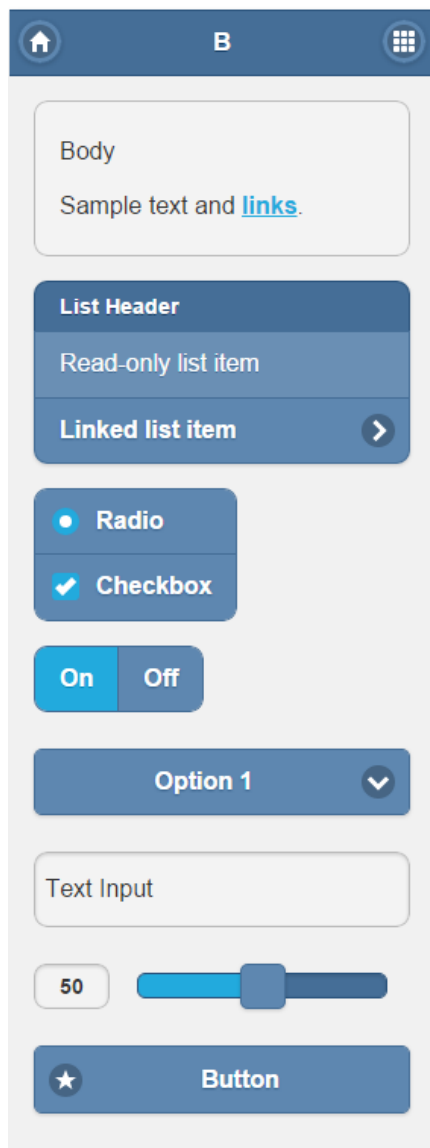 B
Body
Sample text and links.
List Header
Read-only list item
Linked list item
Radio
Checkbox
On Off
Option 1
Text Input
50
Button